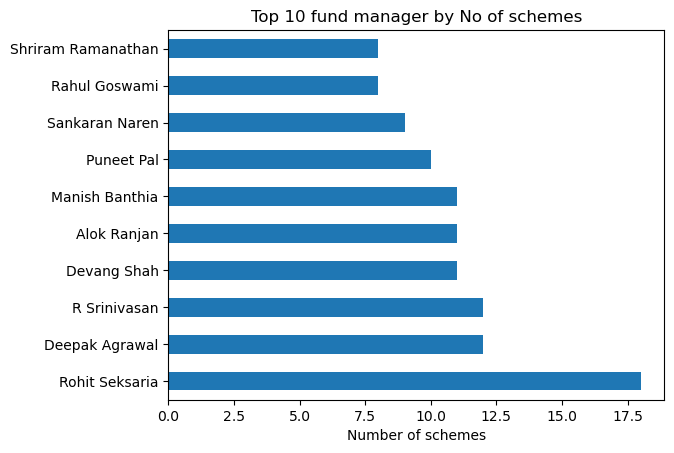 Top 10 fund manager by No of schemes
Shriram Ramanathan
Rahul Goswami
Sankaran Naren
Puneet Pal
Manish Banthia
Alok Ranjan
Devang Shah
R Srinivasan
Deepak Agrawal
Rohit Seksaria
0.0 2.5 5.0 7.5 10.0 12.5 15.0 17.5
Number of schemes